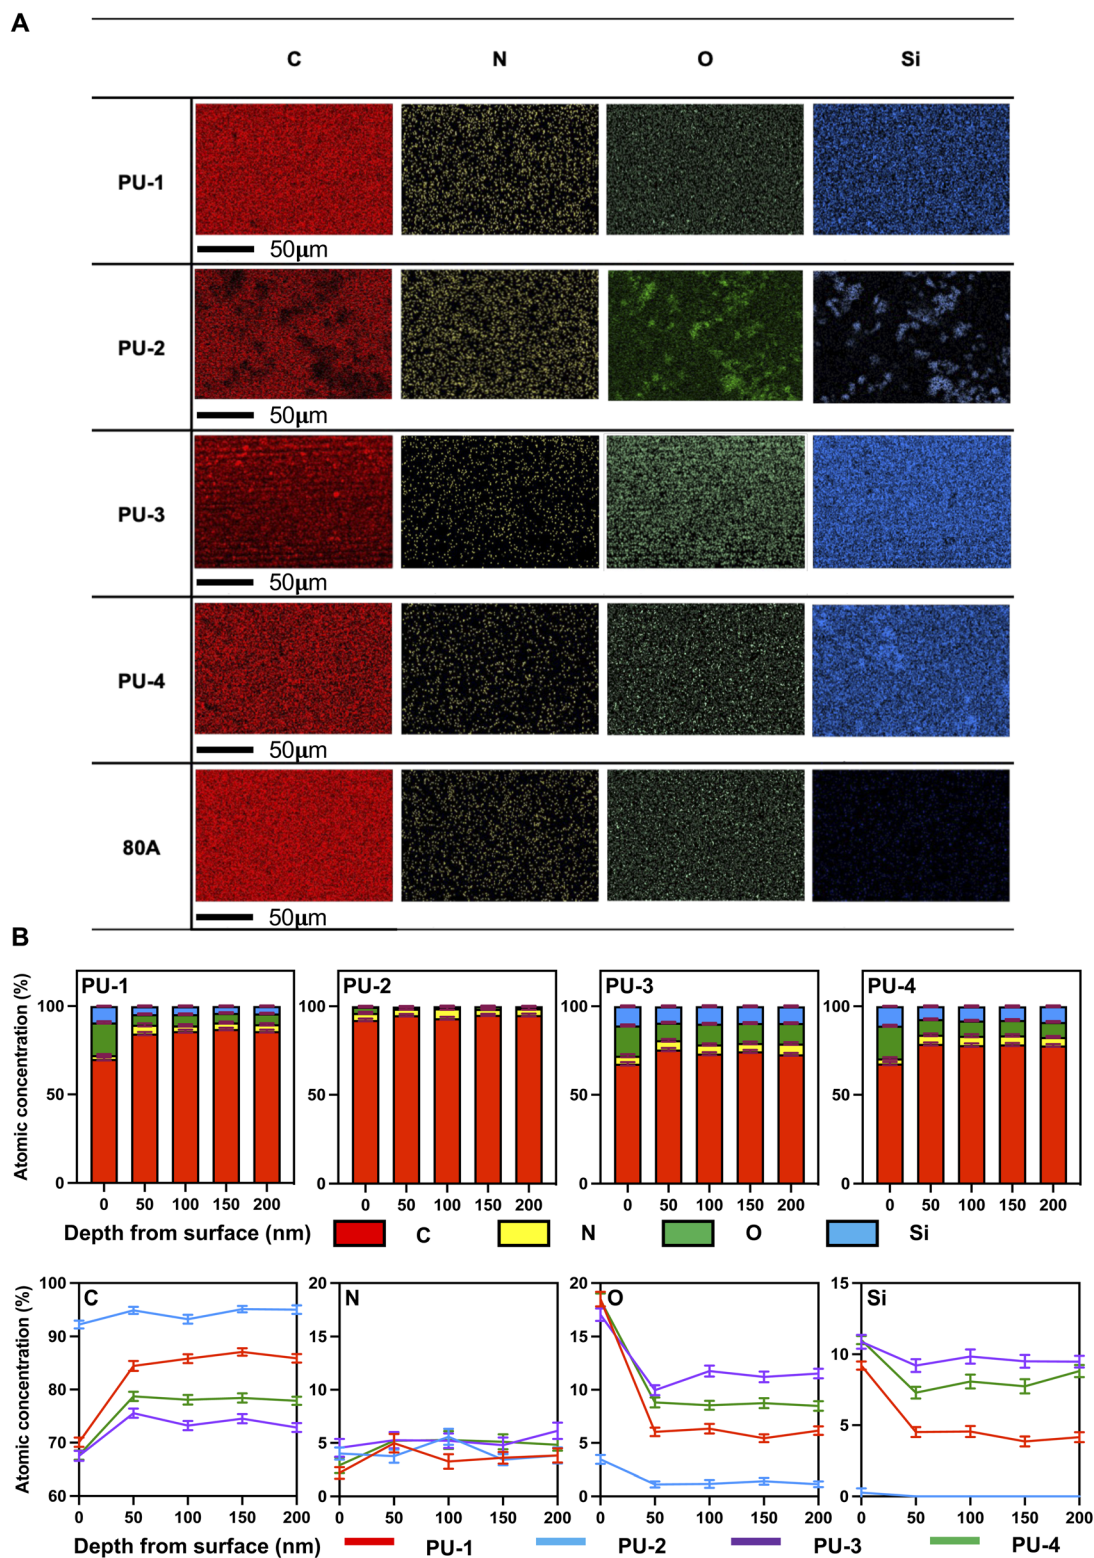 A
C N O Si
PU-1
50μm
PU-2
50μm
PU-3
50μm
PU-4
50μm
80A
50μm
B
Atomic concentration (%)
PU-1 PU-2 PU-3 PU-4
100 100 100 100
50 50 50 50
0 0 0 0
0 50 100 150 200 0 50 100 150 200 0 50 100 150 200 0 50 100 150 200
Depth from surface (nm) C N O Si
Atomic concentration (%)
C N O Si
100 20 20 15
90 15 15 10
80 10 10 5
70 5 5
60 0 0 0
0 50 100 150 200 0 50 100 150 200 0 50 100 150 200 0 50 100 150 200
Depth from surface (nm) PU-1 PU-2 PU-3 PU-4